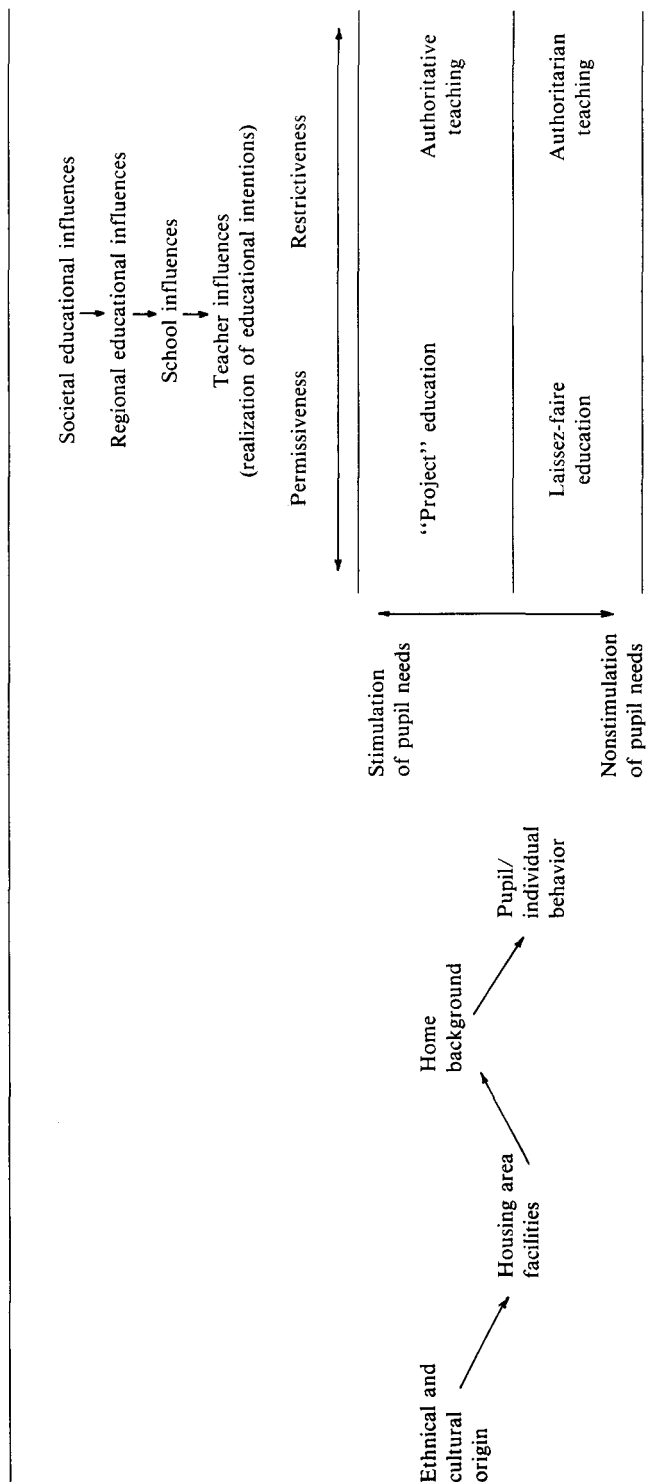 Societal educational influences
Regional educational influences
School influences
Teacher influences
(realization of educational intentions)
Permissiveness Restrictiveness
Stimulation
of pupil needs
"Project" education
Authoritative
teaching
Nonstimulation
of pupil needs
Laissez-faire
education
Authoritarian
teaching
Ethnical and
cultural
origin
Housing area
facilities
Home
background
Pupil/
individual
behavior